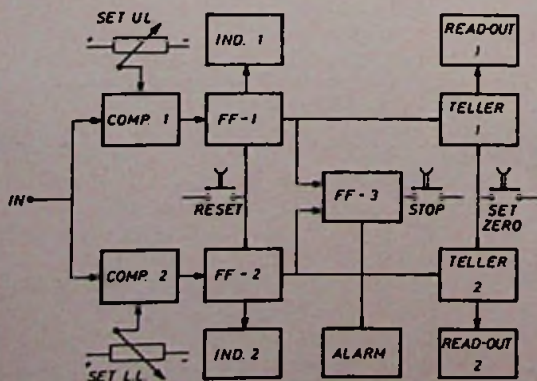 SET UL
+
-
+
-
IND. 1
READ-OUT
1
COMP. 1
FF-1
TELLER
1
IN
RESET
FF-3
STOP
SET
ZERO
COMP. 2
FF-2
TELLER
2
+
-
SET LL
IND. 2
ALARM
READ-OUT
2